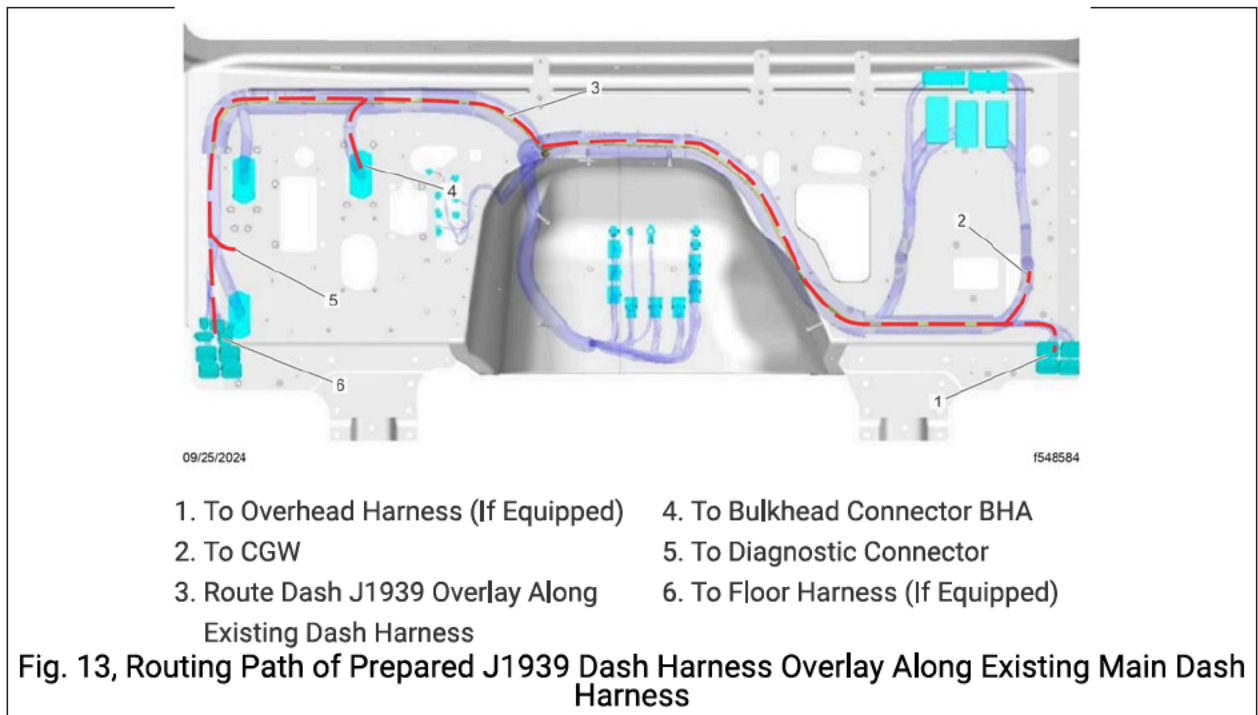 3
4
2
5
6
1
09/25/2024
f548584
1. To Overhead Harness (If Equipped)
2. To CGW
3. Route Dash J1939 Overlay Along
Existing Dash Harness
4. To Bulkhead Connector BHA
5. To Diagnostic Connector
6. To Floor Harness (If Equipped)
Fig. 13, Routing Path of Prepared J1939 Dash Harness Overlay Along Existing Main Dash
Harness